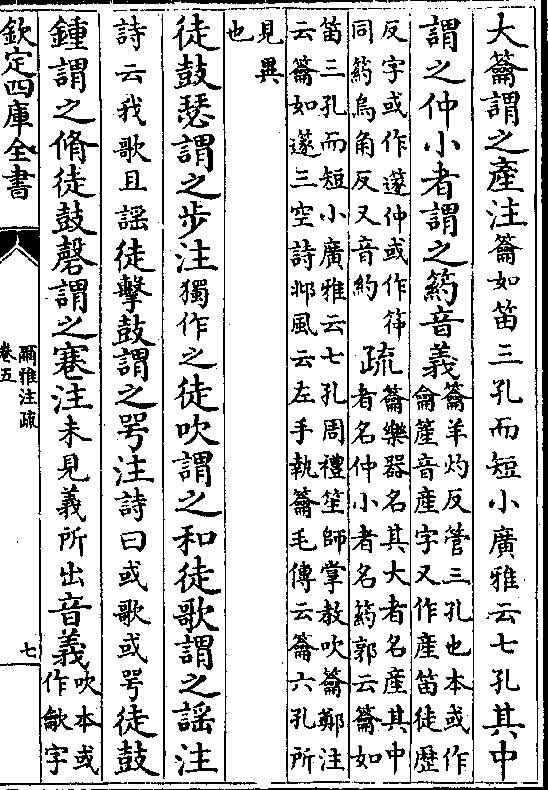 大籥謂之產注籥如笛三孔而短小廣雅云七孔其中
謂之仲小者謂之箹音義籥羊灼反管三孔也本或作
龠簅音產字又作産笛徒歷
反字或作篴仲或作筗
同箹烏角反又音約
疏籥樂器名其大者名產其中
者名仲小者名箹郭云籥如
笛三孔而短小廣雅云七孔周禮笙師掌教吹籥鄭注
云籥如篴三空詩邶風云左手執籥毛傳云籥六孔所
見異
也
徒鼓瑟謂之步注獨作之徒吹謂之和徒歌謂之謡注
詩云我歌且謡徒擊鼓謂之咢注詩曰或歌或咢徒鼓
鍾謂之脩徒鼓磬謂之寋注未見義所出音義吹本或
作龡字
欽定四庫全書
爾雅注疏
卷五
七